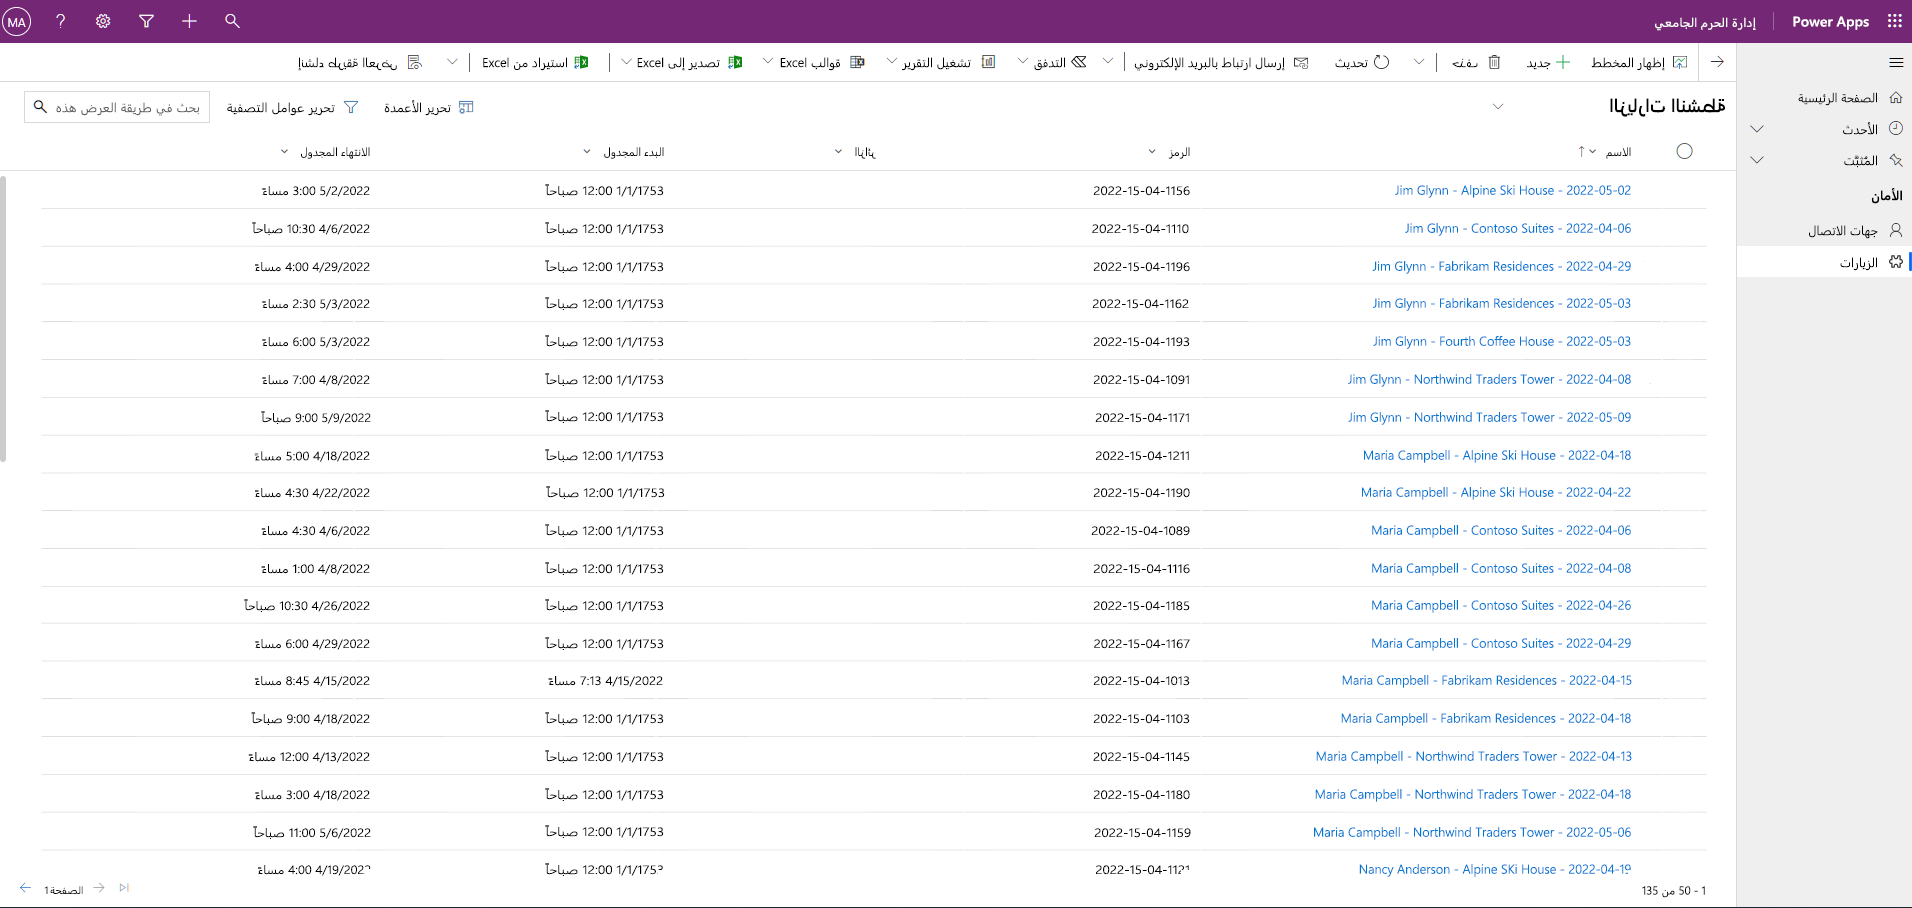 Power Apps
إدارة الحرم الجامعي
MA
الصفحة الرئيسية
الأحدث
المُثبَّت
الأمان
جهات الاتصال
الزيارات
إظهار المخطط
جديد
تحديث
إرسال ارتباط بالبريد الإلكتروني
التدفق
تشغيل التقرير
قوالب Excel
تصدير إلى Excel
استيراد من Excel
تحرير الأعمدة
تحرير عوامل التصفية
بحث في طريقة العرض هذه
الاسم
الرمز
البدء المجدول
الانتهاء المجدول
Jim Glynn - Alpine Ski House - 2022-05-02 2022-15-04-1156 1/1/1753 12:00 صباحاً 5/2/2022 3:00 مساءً
Jim Glynn - Contoso Suites - 2022-04-06 2022-15-04-1110 1/1/1753 12:00 صباحاً 4/6/2022 10:30 صباحاً
Jim Glynn - Fabrikam Residences - 2022-04-29 2022-15-04-1196 1/1/1753 12:00 صباحاً 4/29/2022 4:00 مساءً
Jim Glynn - Fabrikam Residences - 2022-05-03 2022-15-04-1162 1/1/1753 12:00 صباحاً 5/3/2022 2:30 مساءً
Jim Glynn - Fourth Coffee House - 2022-05-03 2022-15-04-1193 1/1/1753 12:00 صباحاً 5/3/2022 6:00 مساءً
Jim Glynn - Northwind Traders Tower - 2022-04-08 2022-15-04-1091 1/1/1753 12:00 صباحاً 4/8/2022 7:00 مساءً
Jim Glynn - Northwind Traders Tower - 2022-05-09 2022-15-04-1171 1/1/1753 12:00 صباحاً 5/9/2022 9:00 صباحاً
Maria Campbell - Alpine Ski House - 2022-04-18 2022-15-04-1211 1/1/1753 12:00 صباحاً 4/18/2022 5:00 مساءً
Maria Campbell - Alpine Ski House - 2022-04-22 2022-15-04-1190 1/1/1753 12:00 صباحاً 4/22/2022 4:30 مساءً
Maria Campbell - Contoso Suites - 2022-04-06 2022-15-04-1089 1/1/1753 12:00 صباحاً 4/6/2022 4:30 مساءً
Maria Campbell - Contoso Suites - 2022-04-08 2022-15-04-1116 1/1/1753 12:00 صباحاً 4/8/2022 1:00 مساءً
Maria Campbell - Contoso Suites - 2022-04-26 2022-15-04-1185 1/1/1753 12:00 صباحاً 4/26/2022 10:30 صباحاً
Maria Campbell - Contoso Suites - 2022-04-29 2022-15-04-1167 1/1/1753 12:00 صباحاً 4/29/2022 6:00 مساءً
Maria Campbell - Fabrikam Residences - 2022-04-15 2022-15-04-1013 4/15/2022 7:13 مساءً 4/15/2022 8:45 مساءً
Maria Campbell - Fabrikam Residences - 2022-04-18 2022-15-04-1103 1/1/1753 12:00 صباحاً 4/18/2022 9:00 صباحاً
Maria Campbell - Northwind Traders Tower - 2022-04-13 2022-15-04-1145 1/1/1753 12:00 صباحاً 4/13/2022 12:00 مساءً
Maria Campbell - Northwind Traders Tower - 2022-04-18 2022-15-04-1180 1/1/1753 12:00 صباحاً 4/18/2022 3:00 مساءً
Maria Campbell - Northwind Traders Tower - 2022-05-06 2022-15-04-1159 1/1/1753 12:00 صباحاً 5/6/2022 11:00 صباحاً
Nancy Anderson - Alpine SKi House - 2022-04-19 2022-15-04-1121 1/1/1753 12:00 صباحاً 4/19/2022 4:00 مساءً
1 - 50 من 135
الصفحة 1